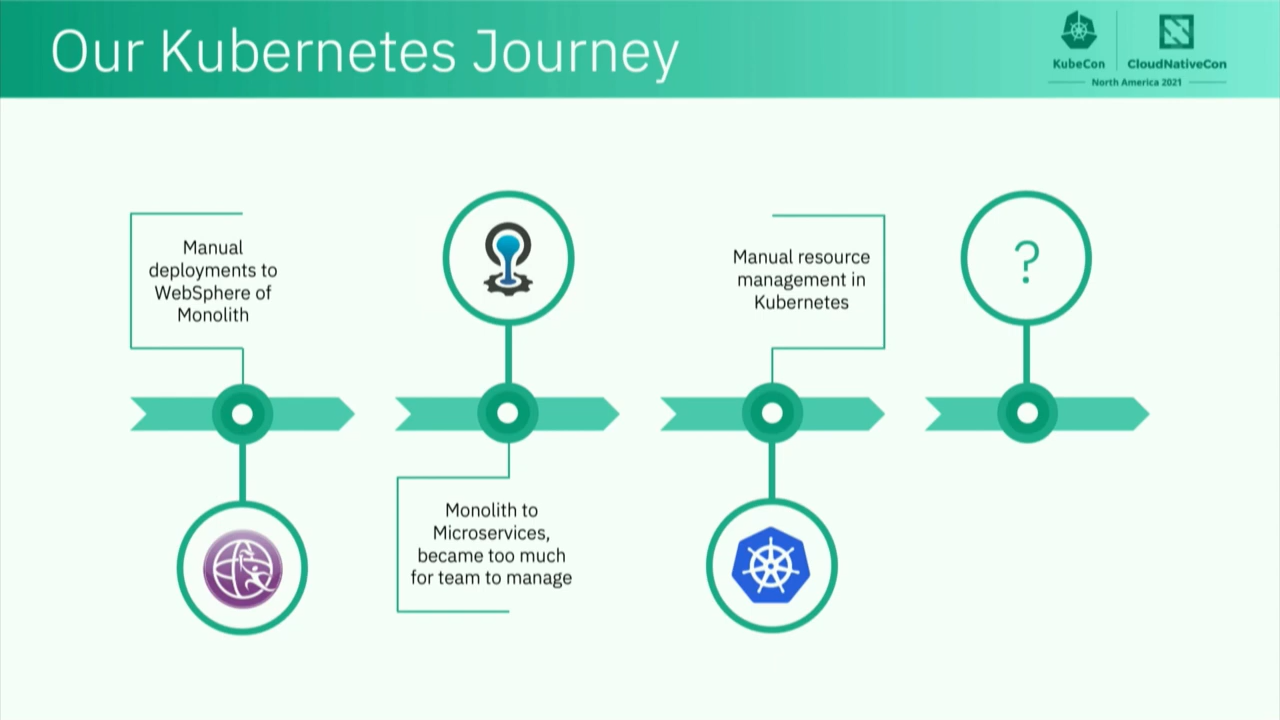 Our Kubernetes Journey
KubeCon
CloudNativeCon
North America 2021
Manual
deployments to
WebSphere of
Monolith
Monolith to
Microservices,
became too much
for team to manage
Manual resource
management in
Kubernetes
?